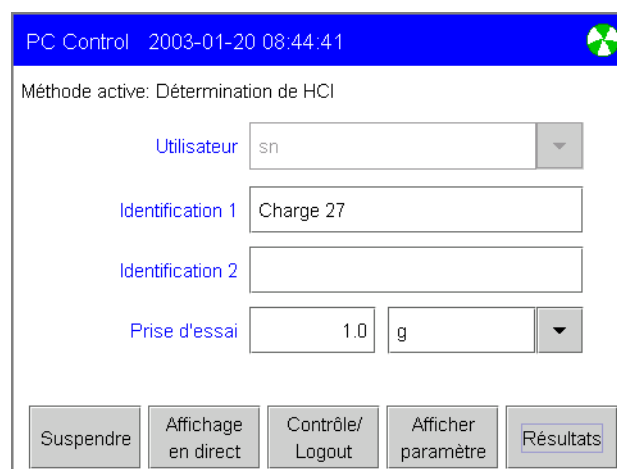 PC Control 2003-01-20 08:44:41
Méthode active: Détermination de HCl
Utilisateur sn
Identification 1 Charge 27
Identification 2
Prise d'essai 1.0 g
Suspendre
Affichage
en direct
Contrôle/
Logout
Afficher
paramètre
Résultats